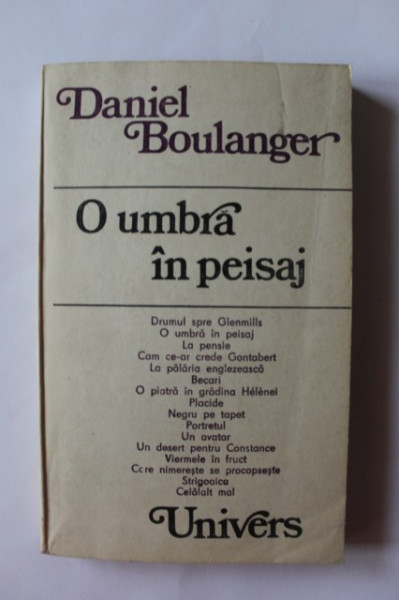 Daniel
Boulanger
O umbră
în peisaj
Drumul spre Glenmills
O umbră în peisaj
La pensie
Cam ce-ar crede Gontabert
La pălăria englezească
Becari
O piatră în grădina Hélènei
Placide
Negru pe tapet
Portretul
Un avatar
Un desert pentru Constance
Viermele în fruct
Care nimerește se procopsește
Strigoaica
Celălalt mal
Univers